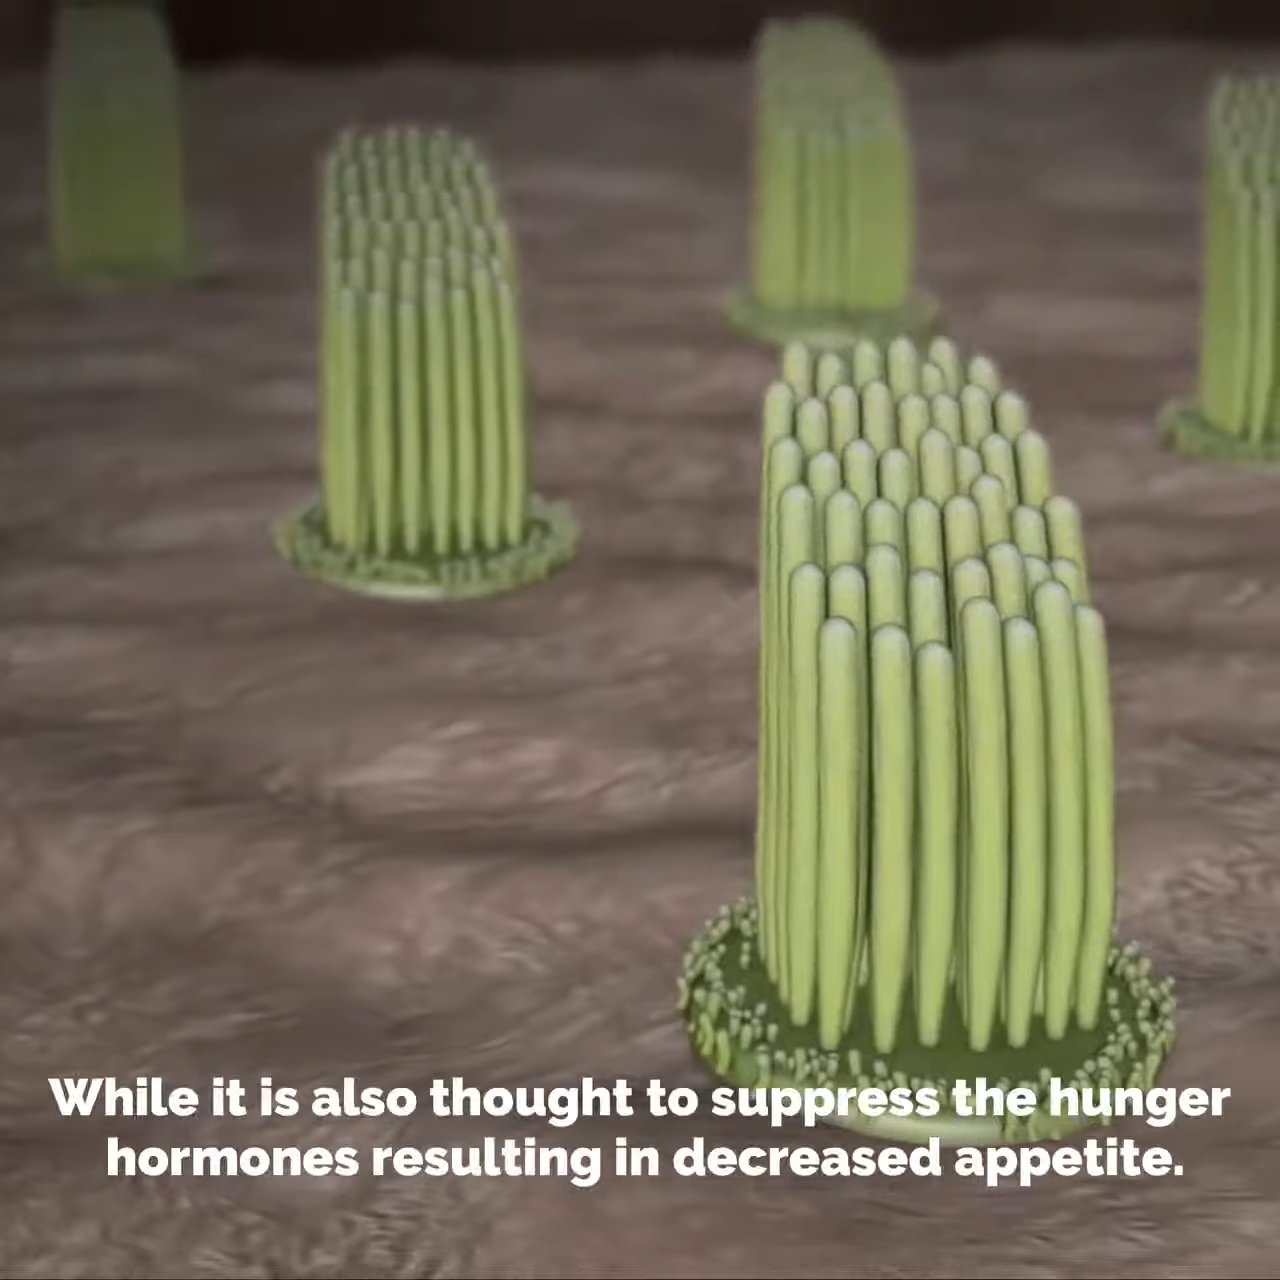 While it is also thought to suppress the hunger
hormones resulting in decreased appetite.